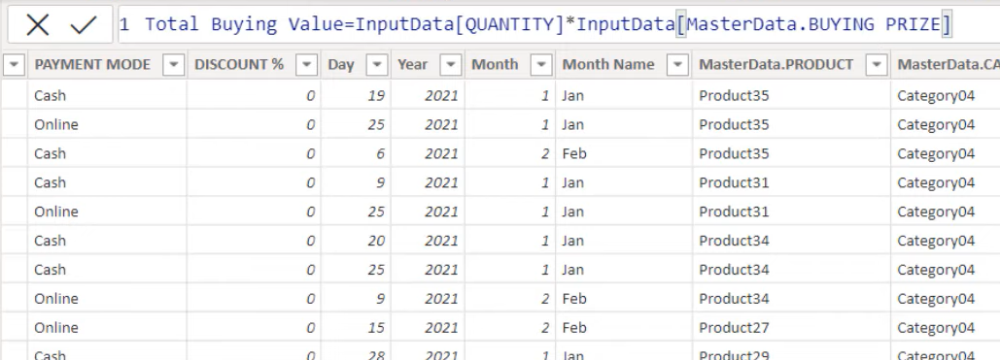 1 Total Buying Value=InputData[QUANTITY]*InputData[MasterData.BUYING PRIZE]
PAYMENT MODE DISCOUNT % Day Year Month Month Name MasterData.PRODUCT MasterData.CA
Cash 0 19 2021 1 Jan Product35 Category04
Online 0 25 2021 1 Jan Product35 Category04
Cash 0 6 2021 2 Feb Product35 Category04
Cash 0 9 2021 1 Jan Product31 Category04
Online 0 25 2021 1 Jan Product31 Category04
Cash 0 20 2021 1 Jan Product34 Category04
Cash 0 25 2021 1 Jan Product34 Category04
Online 0 9 2021 2 Feb Product34 Category04
Online 0 15 2021 2 Feb Product27 Category04
Cash 0 28 2021 1 Jan Product29 Category04